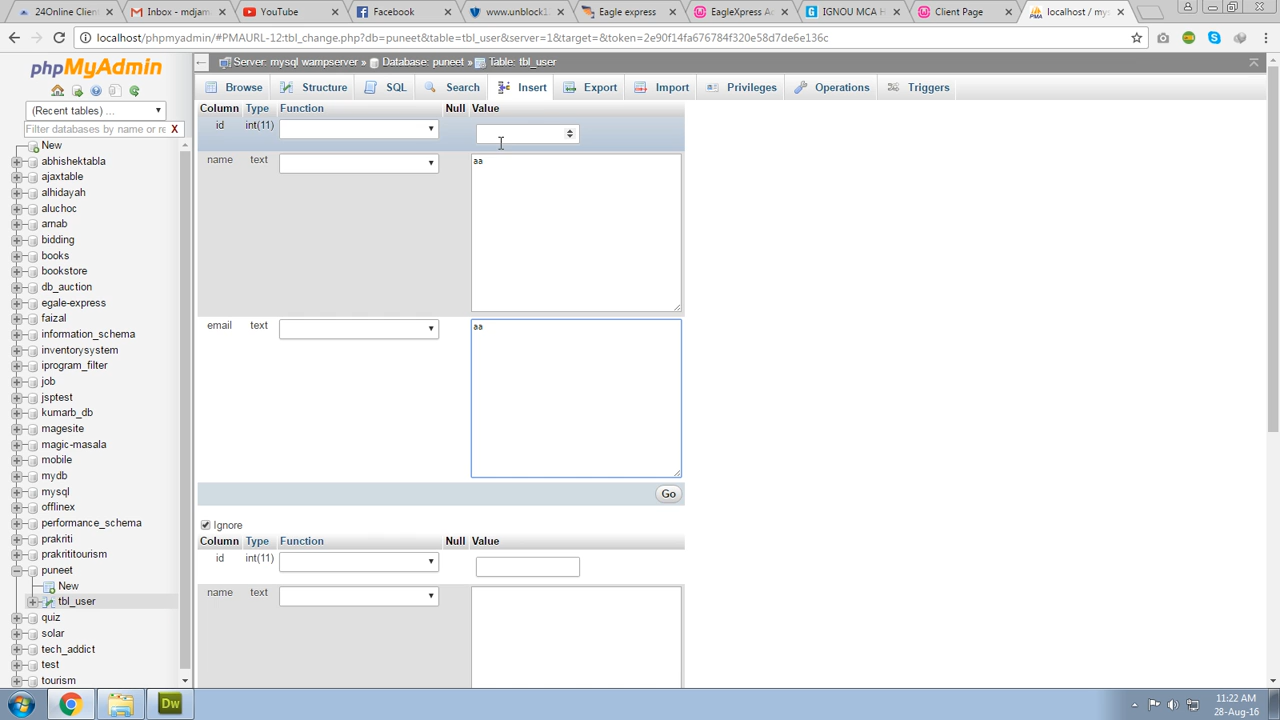 24Online Clien
Inbox - mdjam
YouTube
Facebook
www.unblock1
Eagle express
EagleXpress Ac
IGNOU MCA H
Client Page
localhost / mys
localhost/phpmyadmin/#PMAURL-12:tbl_change.php?db=puneet&table=tbl_user&server=1&target=&token=2e90f14fa676784f320e58d7de6e136c
phpMyAdmin
(Recent tables) ...
Filter databases by name or re X
New
abhishektabla
ajaxtable
alhidayah
aluchoc
arnab
bidding
books
bookstore
db_auction
egale-express
faizal
information_schema
inventorysystem
iprogram_filter
job
jsptest
kumarb_db
magesite
magic-masala
mobile
mydb
mysql
offlinex
performance_schema
prakriti
prakrititourism
puneet
New
tbl_user
quiz
solar
tech_addict
test
tourism
Server: mysql wampserver » Database: puneet » Table: tbl_user
Browse Structure SQL Search Insert Export Import Privileges Operations Triggers
Column Type Function Null Value
id int(11)
name text aa
email text aa
Go
Ignore
Column Type Function Null Value
id int(11)
name text
Dw
11:22 AM
28-Aug-16